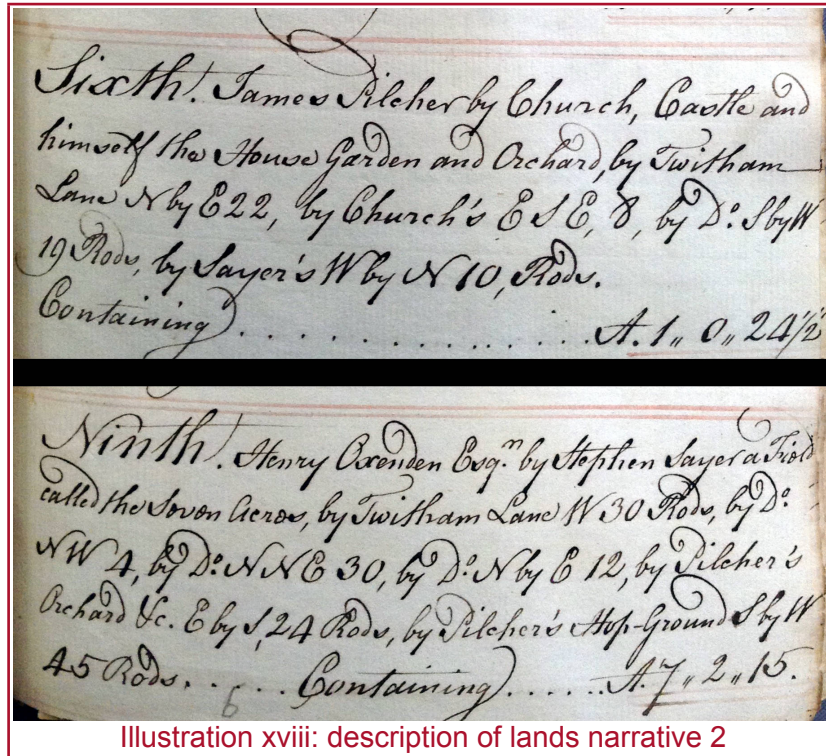 Sixth. James Pilcher by Church, Castle and
himself the House Garden and Orchard, by Twitham
Lane N by E 22, by Church's E S E, 8, by Do. S by W
19 Rods, by Sayer's W by N 10, Rods.
Containing) . . . . . . . . . . . . . . A. 1,, 0,, 24 1/2
Ninth. Henry Oxenden Esqr. by Stephen Sayer a Field
called the Seven Acres, by Twitham Lane W 30 Rods, by Do.
NW 4, by Do. N N E 30, by Do. N by E 12, by Pilcher's
Orchard &c. E by S, 24 Rods, by Pilcher's Hop-Ground S by W
45 Rods. . . . . . Containing) . . . . . . A. 7,, 2,, 15.
6
Illustration xviii: description of lands narrative 2